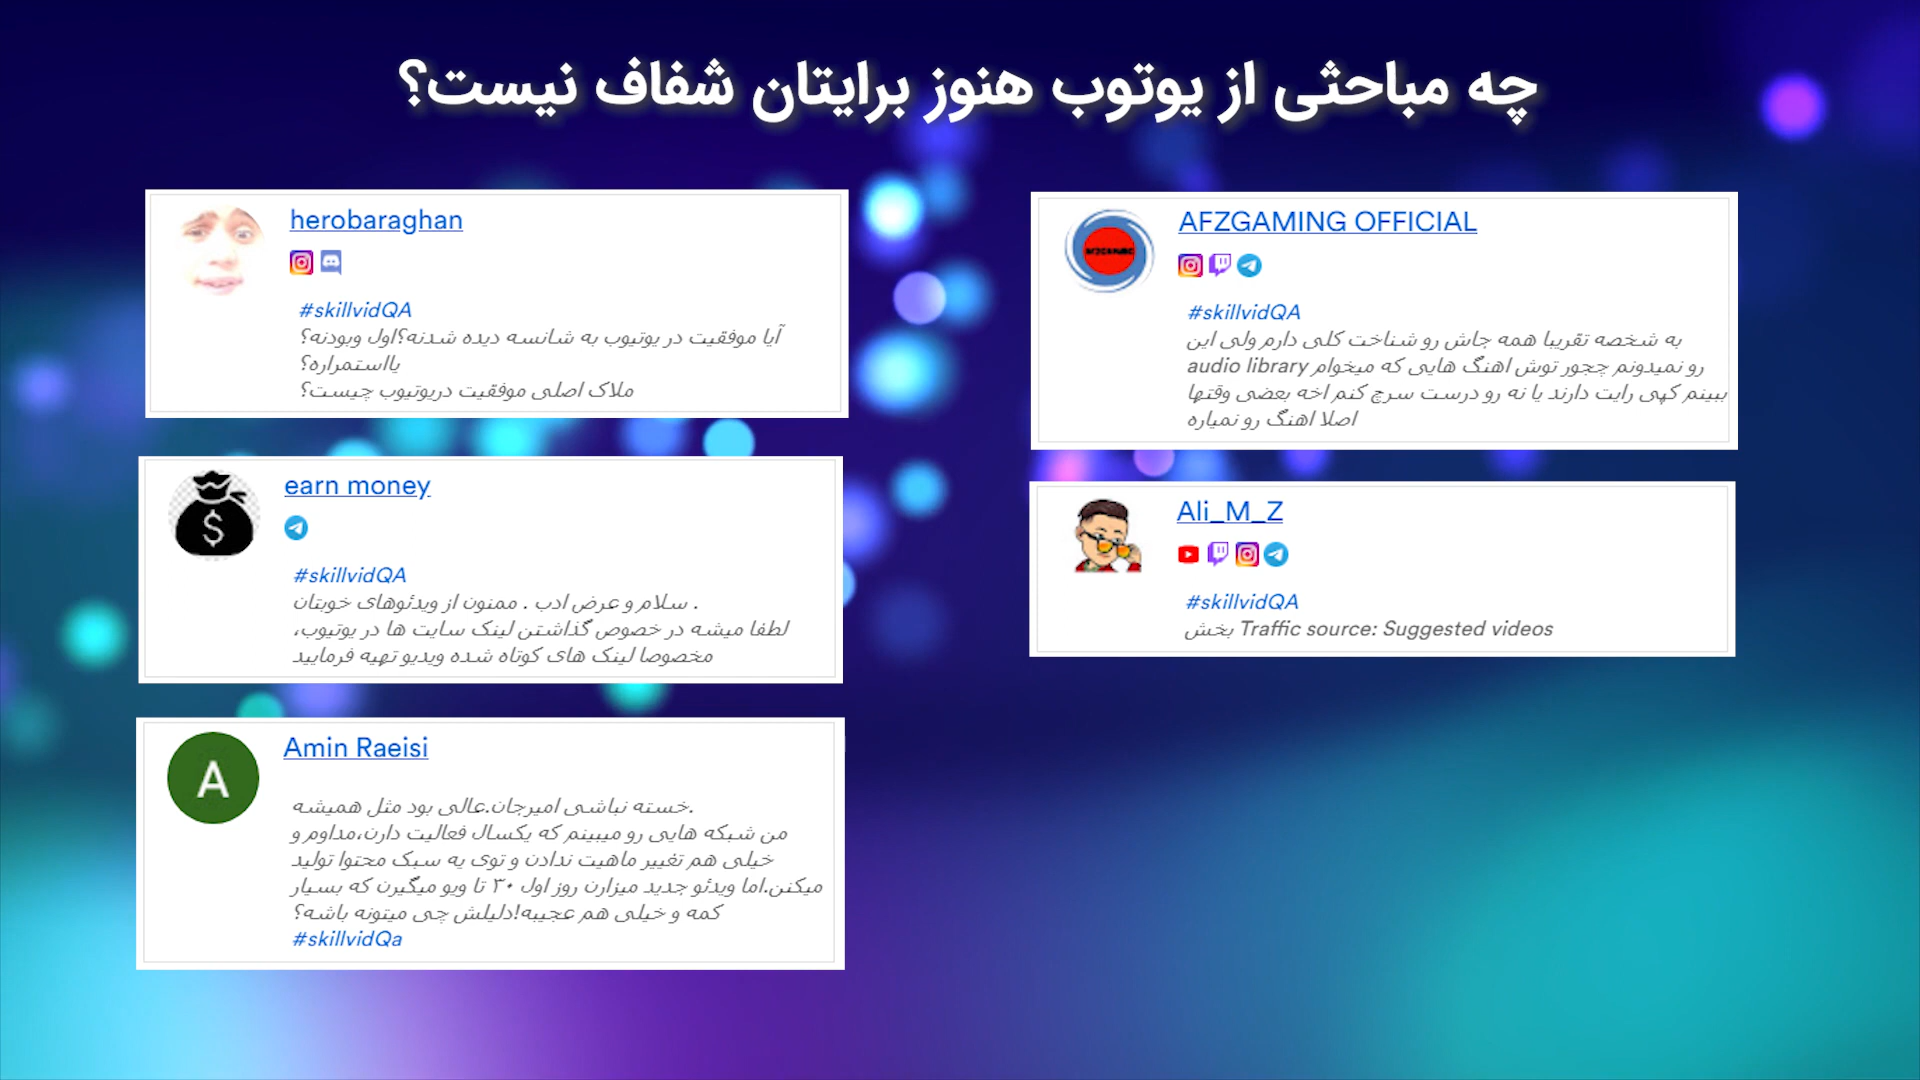 چه مباحثی از یوتوب هنوز برایتان شفاف نیست؟
herobaraghan
#skillvidQA
آیا موفقیت در یوتیوب به شانسه دیده شدنه؟اول وبودنه؟
یااستمراره؟
ملاک اصلی موفقیت دریوتیوب چیست؟
earn money
#skillvidQA
سلام و عرض ادب . ممنون از ویدئوهای خوبتان .
لطفا میشه در خصوص گذاشتن لینک سایت ها در یوتیوب،
مخصوصا لینک های کوتاه شده ویدیو تهیه فرمایید
Amin Raeisi
A
خسته نباشی امیرجان.عالی بود مثل همیشه.
من شبکه هایی رو میبینم که یکسال فعالیت دارن،مداوم و
خیلی هم تغییر ماهیت ندادن و توی یه سبک محتوا تولید
میکنن.اما ویدئو جدید میزارن روز اول ۳۰ تا ویو میگیرن که بسیار
کمه و خیلی هم عجیبه!دلیلش چی میتونه باشه؟
#skillvidQa
AFZGAMING OFFICIAL
#skillvidQA
به شخصه تقریبا همه جاش رو شناخت کلی دارم ولی این
audio library رو نمیدونم چجور توش اهنگ هایی که میخوام
ببینم کپی رایت دارند یا نه رو درست سرچ کنم اخه بعضی وقتها
اصلا اهنگ رو نمیاره
Ali_M_Z
#skillvidQA
بخش Traffic source: Suggested videos